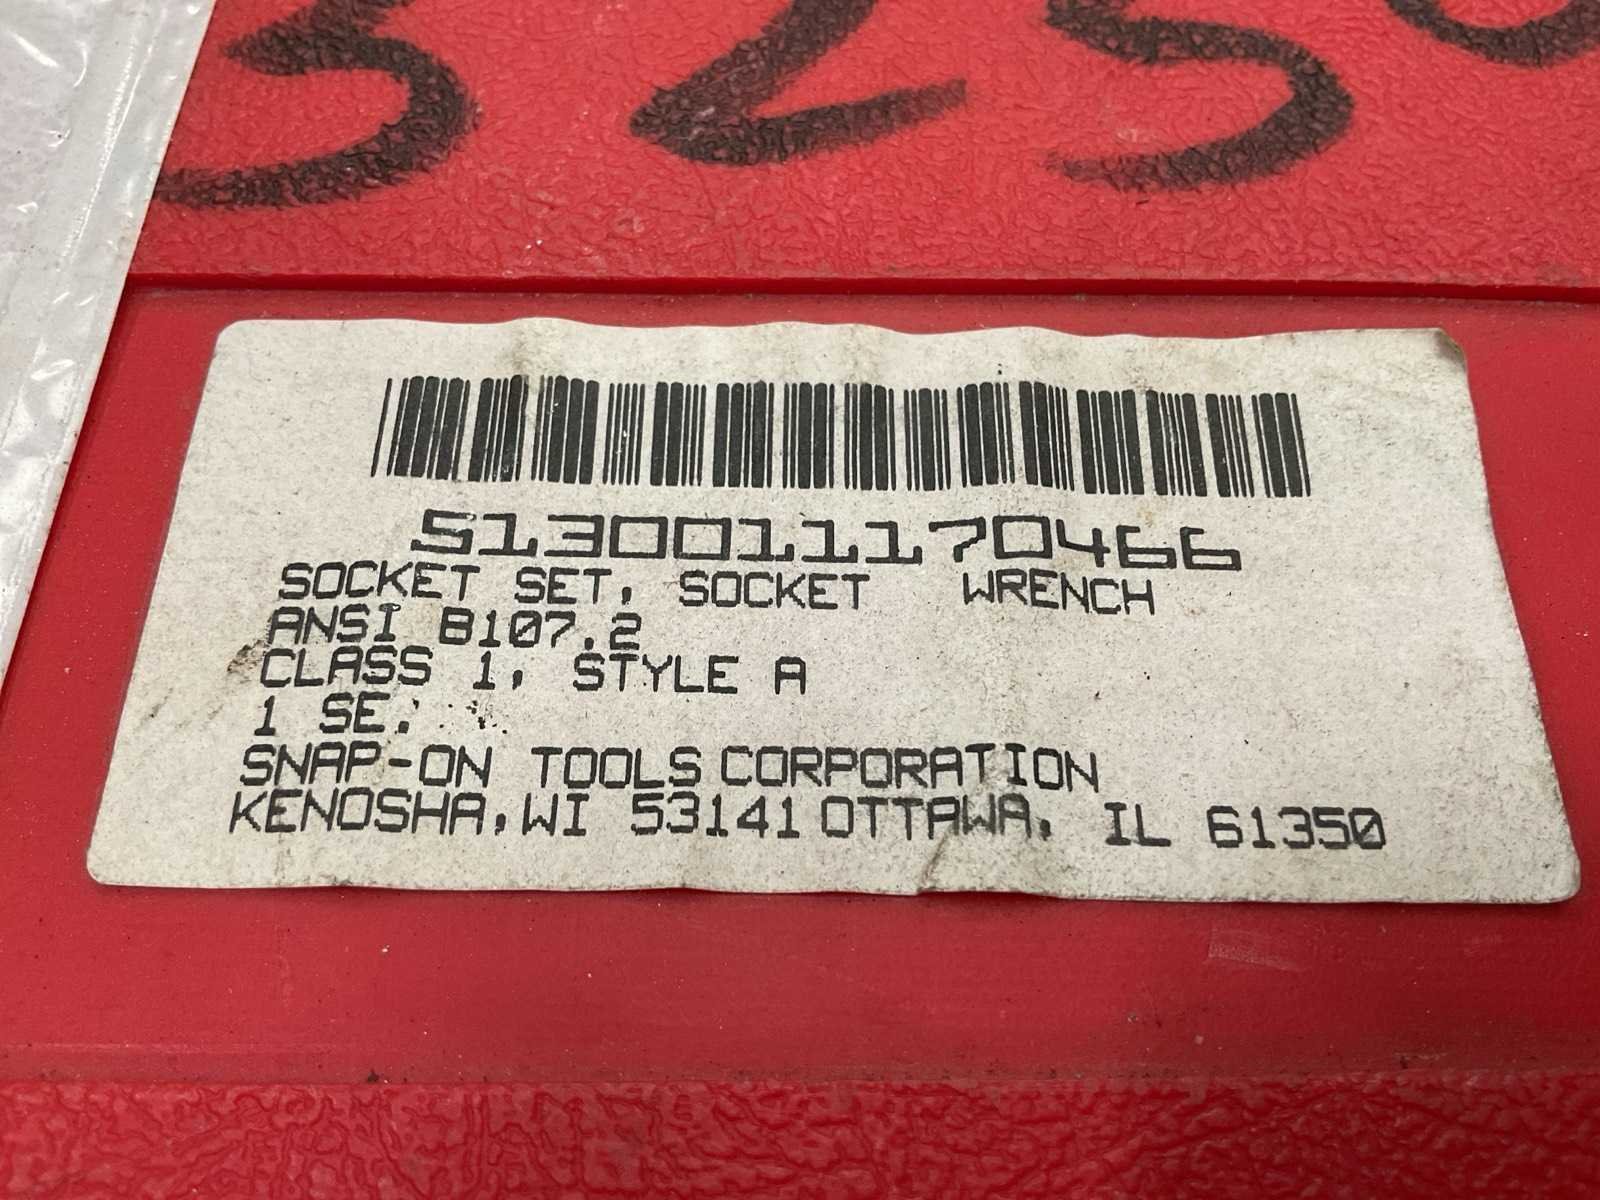 325
5130011170466
SOCKET SET, SOCKET WRENCH
ANSI B107.2
CLASS 1, STYLE A
1 SE.
SNAP-ON TOOLS CORPORATION
KENOSHA, WI 53141 OTTAWA, IL 61350